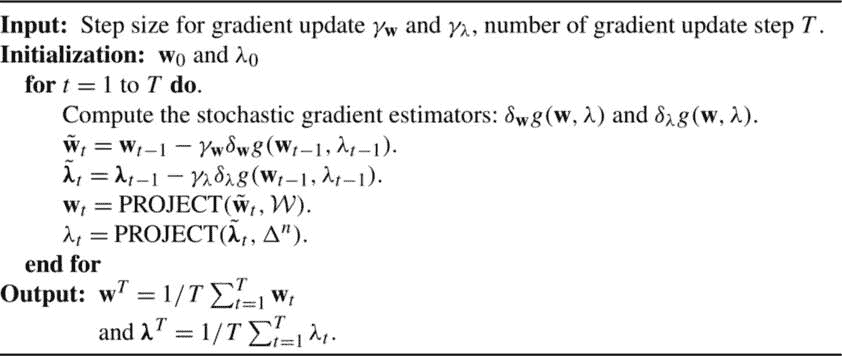 Input: Step size for gradient update γ_w and γ_λ, number of gradient update step T.
Initialization: w₀ and λ₀
for t = 1 to T do.
Compute the stochastic gradient estimators: δ_w g(w, λ) and δ_λ g(w, λ).
w̃_t = w_{t−1} − γ_w δ_w g(w_{t−1}, λ_{t−1}).
λ̃_t = λ_{t−1} − γ_λ δ_λ g(w_{t−1}, λ_{t−1}).
w_t = PROJECT(w̃_t, 𝒲).
λ_t = PROJECT(λ̃_t, Δⁿ).
end for
Output: w^T = 1/T ∑_{t=1}^T w_t
and λ^T = 1/T ∑_{t=1}^T λ_t.